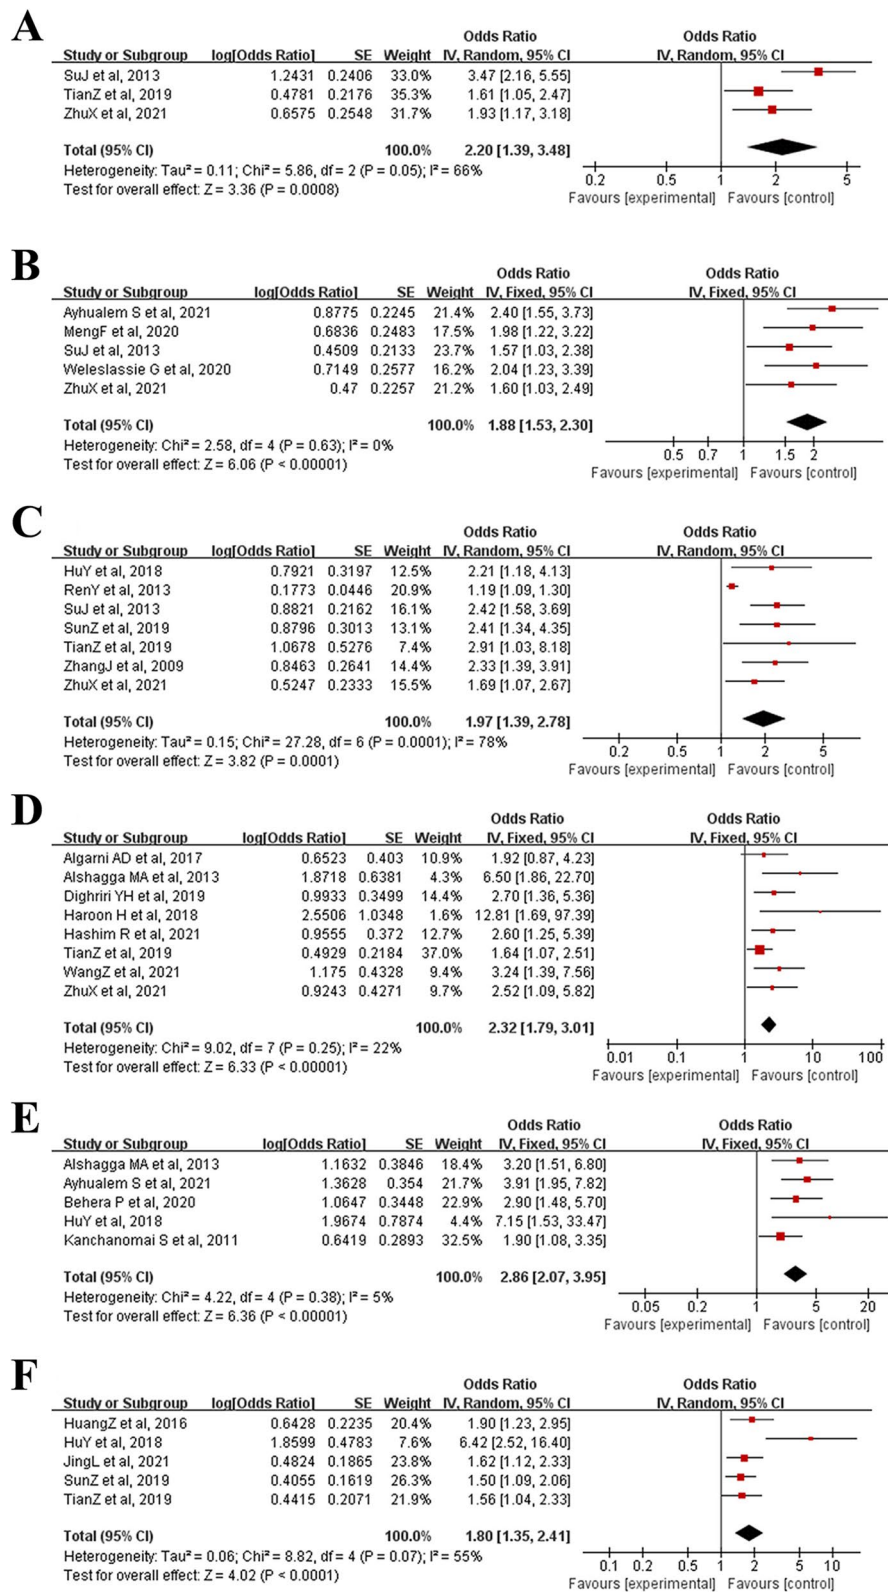 A
Odds Ratio Odds Ratio
Study or Subgroup log[Odds Ratio] SE Weight IV, Random, 95% CI IV, Random, 95% CI
SuJ et al, 2013 1.2431 0.2406 33.0% 3.47 [2.16, 5.55]
TianZ et al, 2019 0.4781 0.2176 35.3% 1.61 [1.05, 2.47]
ZhuX et al, 2021 0.6575 0.2548 31.7% 1.93 [1.17, 3.18]
Total (95% CI) 100.0% 2.20 [1.39, 3.48]
Heterogeneity: Tau² = 0.11; Chi² = 5.86, df = 2 (P = 0.05); I² = 66%
Test for overall effect: Z = 3.36 (P = 0.0008)
0.2 0.5 1 2 5
Favours [experimental] Favours [control]
B
Odds Ratio Odds Ratio
Study or Subgroup log[Odds Ratio] SE Weight IV, Fixed, 95% CI IV, Fixed, 95% CI
Ayhualem S et al, 2021 0.8775 0.2245 21.4% 2.40 [1.55, 3.73]
MengF et al, 2020 0.6836 0.2483 17.5% 1.98 [1.22, 3.22]
SuJ et al, 2013 0.4509 0.2133 23.7% 1.57 [1.03, 2.38]
Weleslassie G et al, 2020 0.7149 0.2577 16.2% 2.04 [1.23, 3.39]
ZhuX et al, 2021 0.47 0.2257 21.2% 1.60 [1.03, 2.49]
Total (95% CI) 100.0% 1.88 [1.53, 2.30]
Heterogeneity: Chi² = 2.58, df = 4 (P = 0.63); I² = 0%
Test for overall effect: Z = 6.06 (P < 0.00001)
0.5 0.7 1 1.5 2
Favours [experimental] Favours [control]
C
Odds Ratio Odds Ratio
Study or Subgroup log[Odds Ratio] SE Weight IV, Random, 95% CI IV, Random, 95% CI
HuY et al, 2018 0.7921 0.3197 12.5% 2.21 [1.18, 4.13]
RenY et al, 2013 0.1773 0.0446 20.9% 1.19 [1.09, 1.30]
SuJ et al, 2013 0.8821 0.2162 16.1% 2.42 [1.58, 3.69]
SunZ et al, 2019 0.8796 0.3013 13.1% 2.41 [1.34, 4.35]
TianZ et al, 2019 1.0678 0.5276 7.4% 2.91 [1.03, 8.18]
ZhangJ et al, 2009 0.8463 0.2641 14.4% 2.33 [1.39, 3.91]
ZhuX et al, 2021 0.5247 0.2333 15.5% 1.69 [1.07, 2.67]
Total (95% CI) 100.0% 1.97 [1.39, 2.78]
Heterogeneity: Tau² = 0.15; Chi² = 27.28, df = 6 (P = 0.0001); I² = 78%
Test for overall effect: Z = 3.82 (P = 0.0001)
0.2 0.5 1 2 5
Favours [experimental] Favours [control]
D
Odds Ratio Odds Ratio
Study or Subgroup log[Odds Ratio] SE Weight IV, Fixed, 95% CI IV, Fixed, 95% CI
Algarni AD et al, 2017 0.6523 0.403 10.9% 1.92 [0.87, 4.23]
Alshagga MA et al, 2013 1.8718 0.6381 4.3% 6.50 [1.86, 22.70]
Dighriri YH et al, 2019 0.9933 0.3499 14.4% 2.70 [1.36, 5.36]
Haroon H et al, 2018 2.5506 1.0348 1.6% 12.81 [1.69, 97.39]
Hashim R et al, 2021 0.9555 0.372 12.7% 2.60 [1.25, 5.39]
TianZ et al, 2019 0.4929 0.2184 37.0% 1.64 [1.07, 2.51]
WangZ et al, 2021 1.175 0.4328 9.4% 3.24 [1.39, 7.56]
ZhuX et al, 2021 0.9243 0.4271 9.7% 2.52 [1.09, 5.82]
Total (95% CI) 100.0% 2.32 [1.79, 3.01]
Heterogeneity: Chi² = 9.02, df = 7 (P = 0.25); I² = 22%
Test for overall effect: Z = 6.33 (P < 0.00001)
0.01 0.1 1 10 100
Favours [experimental] Favours [control]
E
Odds Ratio Odds Ratio
Study or Subgroup log[Odds Ratio] SE Weight IV, Fixed, 95% CI IV, Fixed, 95% CI
Alshagga MA et al, 2013 1.1632 0.3846 18.4% 3.20 [1.51, 6.80]
Ayhualem S et al, 2021 1.3628 0.354 21.7% 3.91 [1.95, 7.82]
Behera P et al, 2020 1.0647 0.3448 22.9% 2.90 [1.48, 5.70]
HuY et al, 2018 1.9674 0.7874 4.4% 7.15 [1.53, 33.47]
Kanchanomai S et al, 2011 0.6419 0.2893 32.5% 1.90 [1.08, 3.35]
Total (95% CI) 100.0% 2.86 [2.07, 3.95]
Heterogeneity: Chi² = 4.22, df = 4 (P = 0.38); I² = 5%
Test for overall effect: Z = 6.36 (P < 0.00001)
0.05 0.2 1 5 20
Favours [experimental] Favours [control]
F
Odds Ratio Odds Ratio
Study or Subgroup log[Odds Ratio] SE Weight IV, Random, 95% CI IV, Random, 95% CI
HuangZ et al, 2016 0.6428 0.2235 20.4% 1.90 [1.23, 2.95]
HuY et al, 2018 1.8599 0.4783 7.6% 6.42 [2.52, 16.40]
JingL et al, 2021 0.4824 0.1865 23.8% 1.62 [1.12, 2.33]
SunZ et al, 2019 0.4055 0.1619 26.3% 1.50 [1.09, 2.06]
TianZ et al, 2019 0.4415 0.2071 21.9% 1.56 [1.04, 2.33]
Total (95% CI) 100.0% 1.80 [1.35, 2.41]
Heterogeneity: Tau² = 0.06; Chi² = 8.82, df = 4 (P = 0.07); I² = 55%
Test for overall effect: Z = 4.02 (P < 0.0001)
0.1 0.2 0.5 1 2 5 10
Favours [experimental] Favours [control]